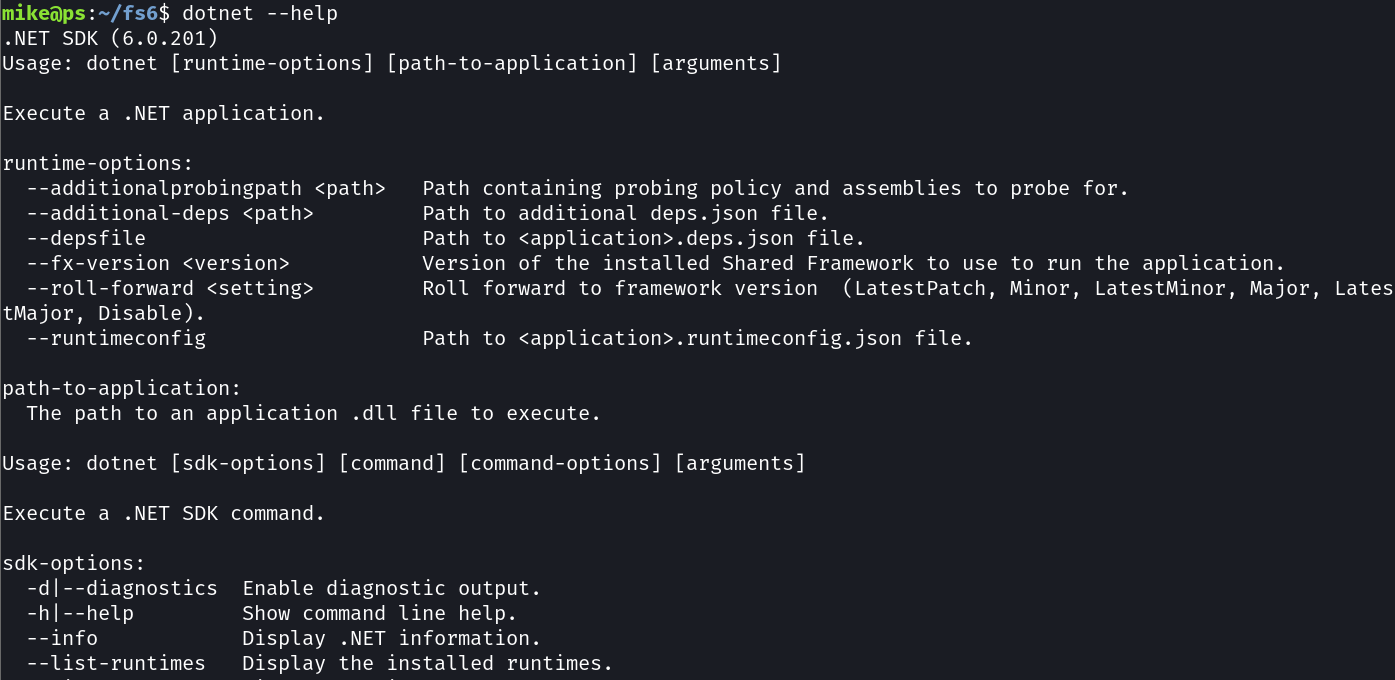 mike@ps:~/fs6$ dotnet --help
.NET SDK (6.0.201)
Usage: dotnet [runtime-options] [path-to-application] [arguments]

Execute a .NET application.

runtime-options:
  --additionalprobingpath <path>   Path containing probing policy and assemblies to probe for.
  --additional-deps <path>         Path to additional deps.json file.
  --depsfile                       Path to <application>.deps.json file.
  --fx-version <version>           Version of the installed Shared Framework to use to run the application.
  --roll-forward <setting>         Roll forward to framework version  (LatestPatch, Minor, LatestMinor, Major, Lates
tMajor, Disable).
  --runtimeconfig                  Path to <application>.runtimeconfig.json file.

path-to-application:
  The path to an application .dll file to execute.

Usage: dotnet [sdk-options] [command] [command-options] [arguments]

Execute a .NET SDK command.

sdk-options:
  -d|--diagnostics  Enable diagnostic output.
  -h|--help         Show command line help.
  --info            Display .NET information.
  --list-runtimes   Display the installed runtimes.